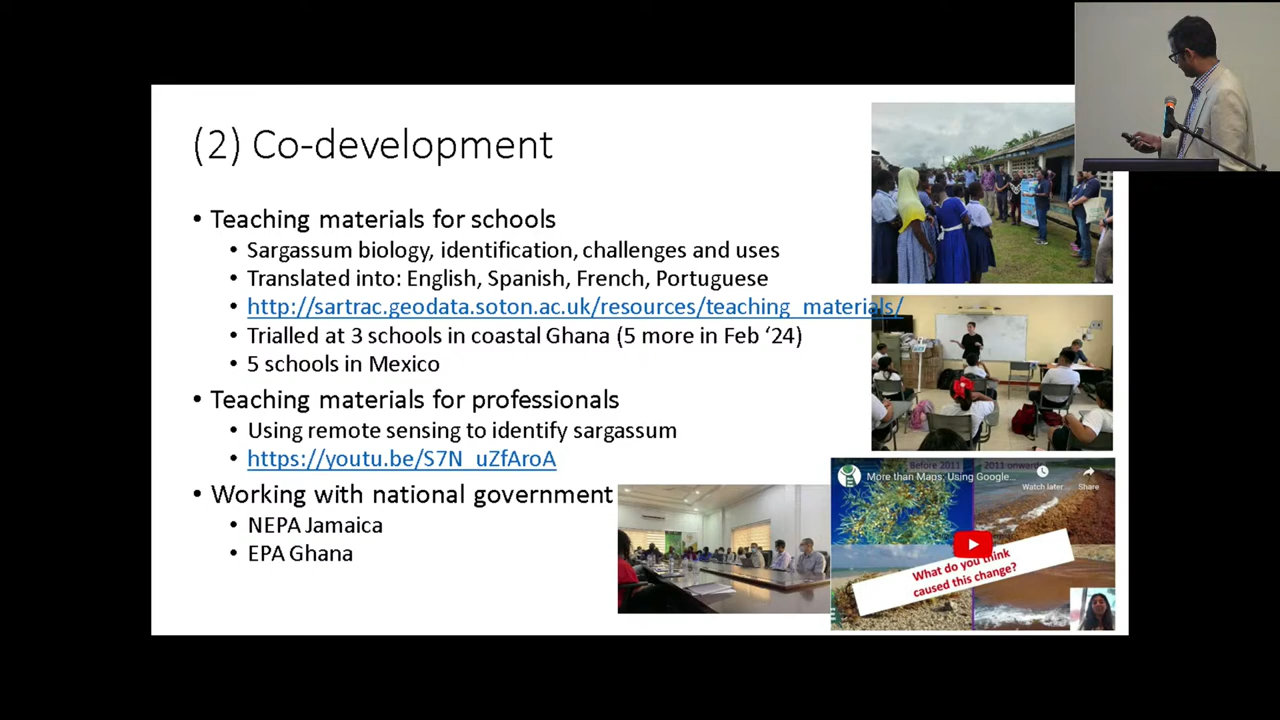 (2) Co-development
• Teaching materials for schools
• Sargassum biology, identification, challenges and uses
• Translated into: English, Spanish, French, Portuguese
• http://sartrac.geodata.soton.ac.uk/resources/teaching_materials/
• Trialled at 3 schools in coastal Ghana (5 more in Feb ‘24)
• 5 schools in Mexico
• Teaching materials for professionals
• Using remote sensing to identify sargassum
• https://youtu.be/S7N_uZfAroA
• Working with national government
• NEPA Jamaica
• EPA Ghana
Before 2011 2011 onwards
More than Maps: Using Google...
Watch later
Share
What do you think
caused this change?